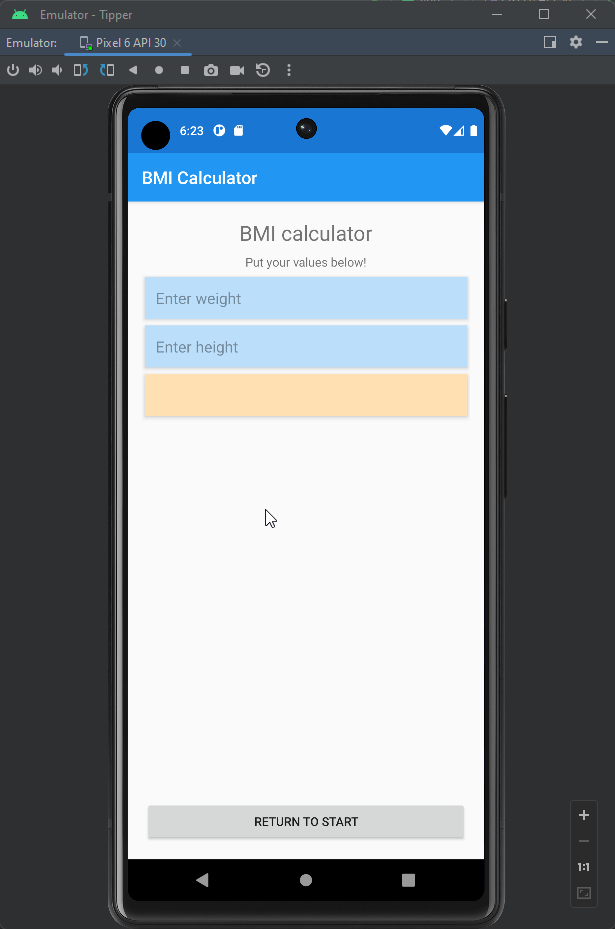 Emulator - Tipper
Emulator:
Pixel 6 API 30
6:23
BMI Calculator
BMI calculator
Put your values below!
Enter weight
Enter height
RETURN TO START
1:1